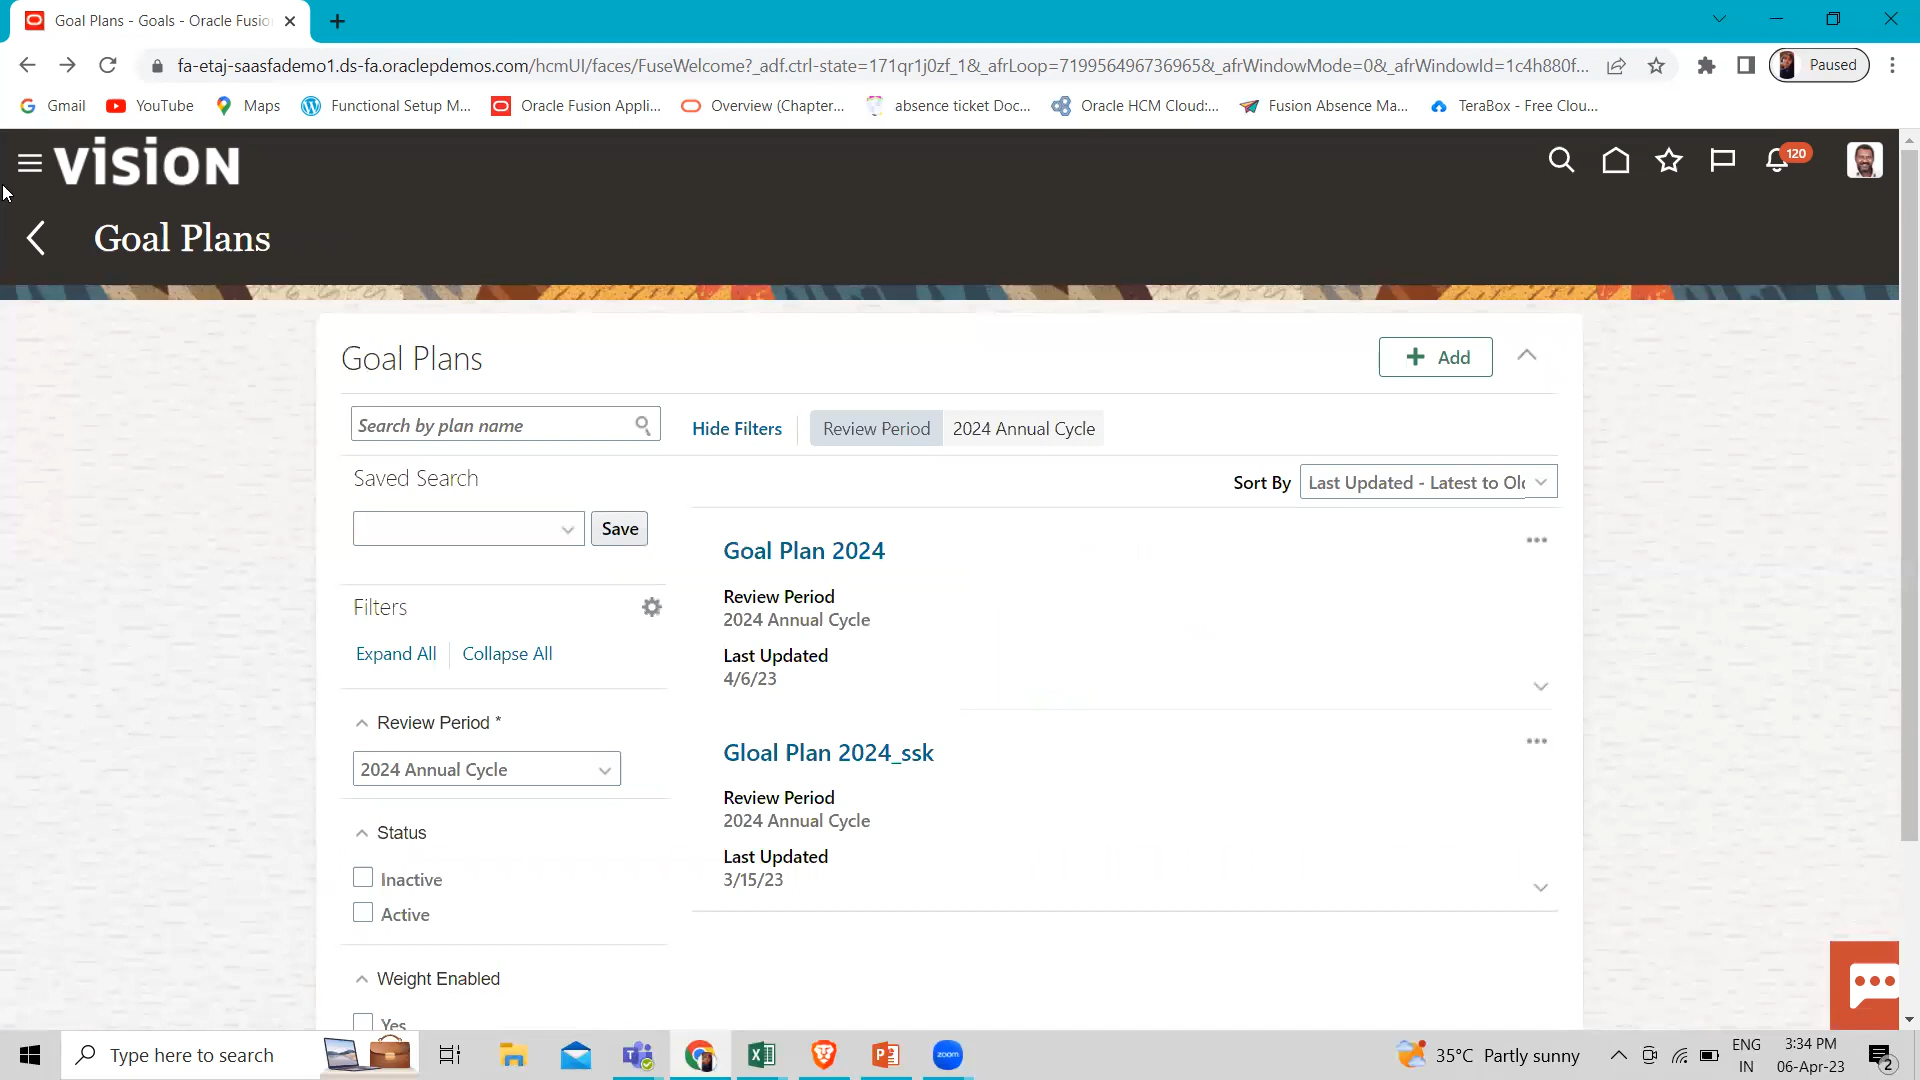 Goal Plans - Goals - Oracle Fusio
fa-etaj-saasfademo1.ds-fa.oraclepdemos.com/hcmUI/faces/FuseWelcome?_adf.ctrl-state=171qr1j0zf_1&_afrLoop=719956496736965&_afrWindowMode=0&_afrWindowId=1c4h880f...
Paused
Gmail YouTube Maps Functional Setup M... Oracle Fusion Appli... Overview (Chapter... absence ticket Doc... Oracle HCM Cloud:... Fusion Absence Ma... TeraBox - Free Clou...
VISION
120
Goal Plans
Goal Plans
Add
Search by plan name
Hide Filters
Review Period 2024 Annual Cycle
Saved Search
Sort By Last Updated - Latest to Old
Save
Goal Plan 2024
Review Period
2024 Annual Cycle
Last Updated
4/6/23
Filters
Expand All Collapse All
Review Period *
2024 Annual Cycle
Gloal Plan 2024_ssk
Review Period
2024 Annual Cycle
Last Updated
3/15/23
Status
Inactive
Active
Weight Enabled
Yes
Type here to search
zoom
35°C Partly sunny
ENG
IN
3:34 PM
06-Apr-23
2